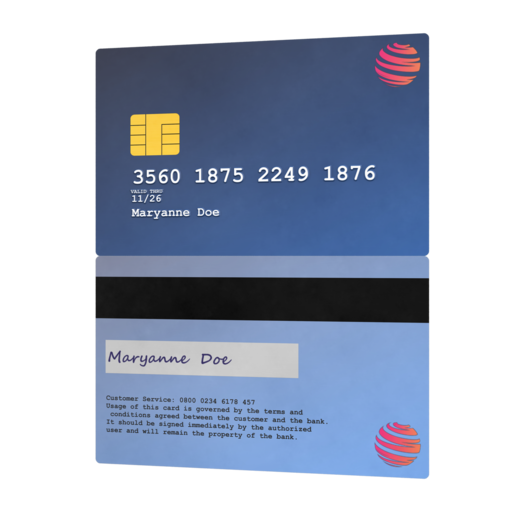 3560 1875 2249 1876
VALID THRU
11/26
Maryanne Doe
Maryanne Doe
Customer Service: 0800 0234 6178 457
Usage of this card is governed by the terms and
conditions agreed between the customer and the bank.
It should be signed immediately by the authorized
user and will remain the property of the bank.